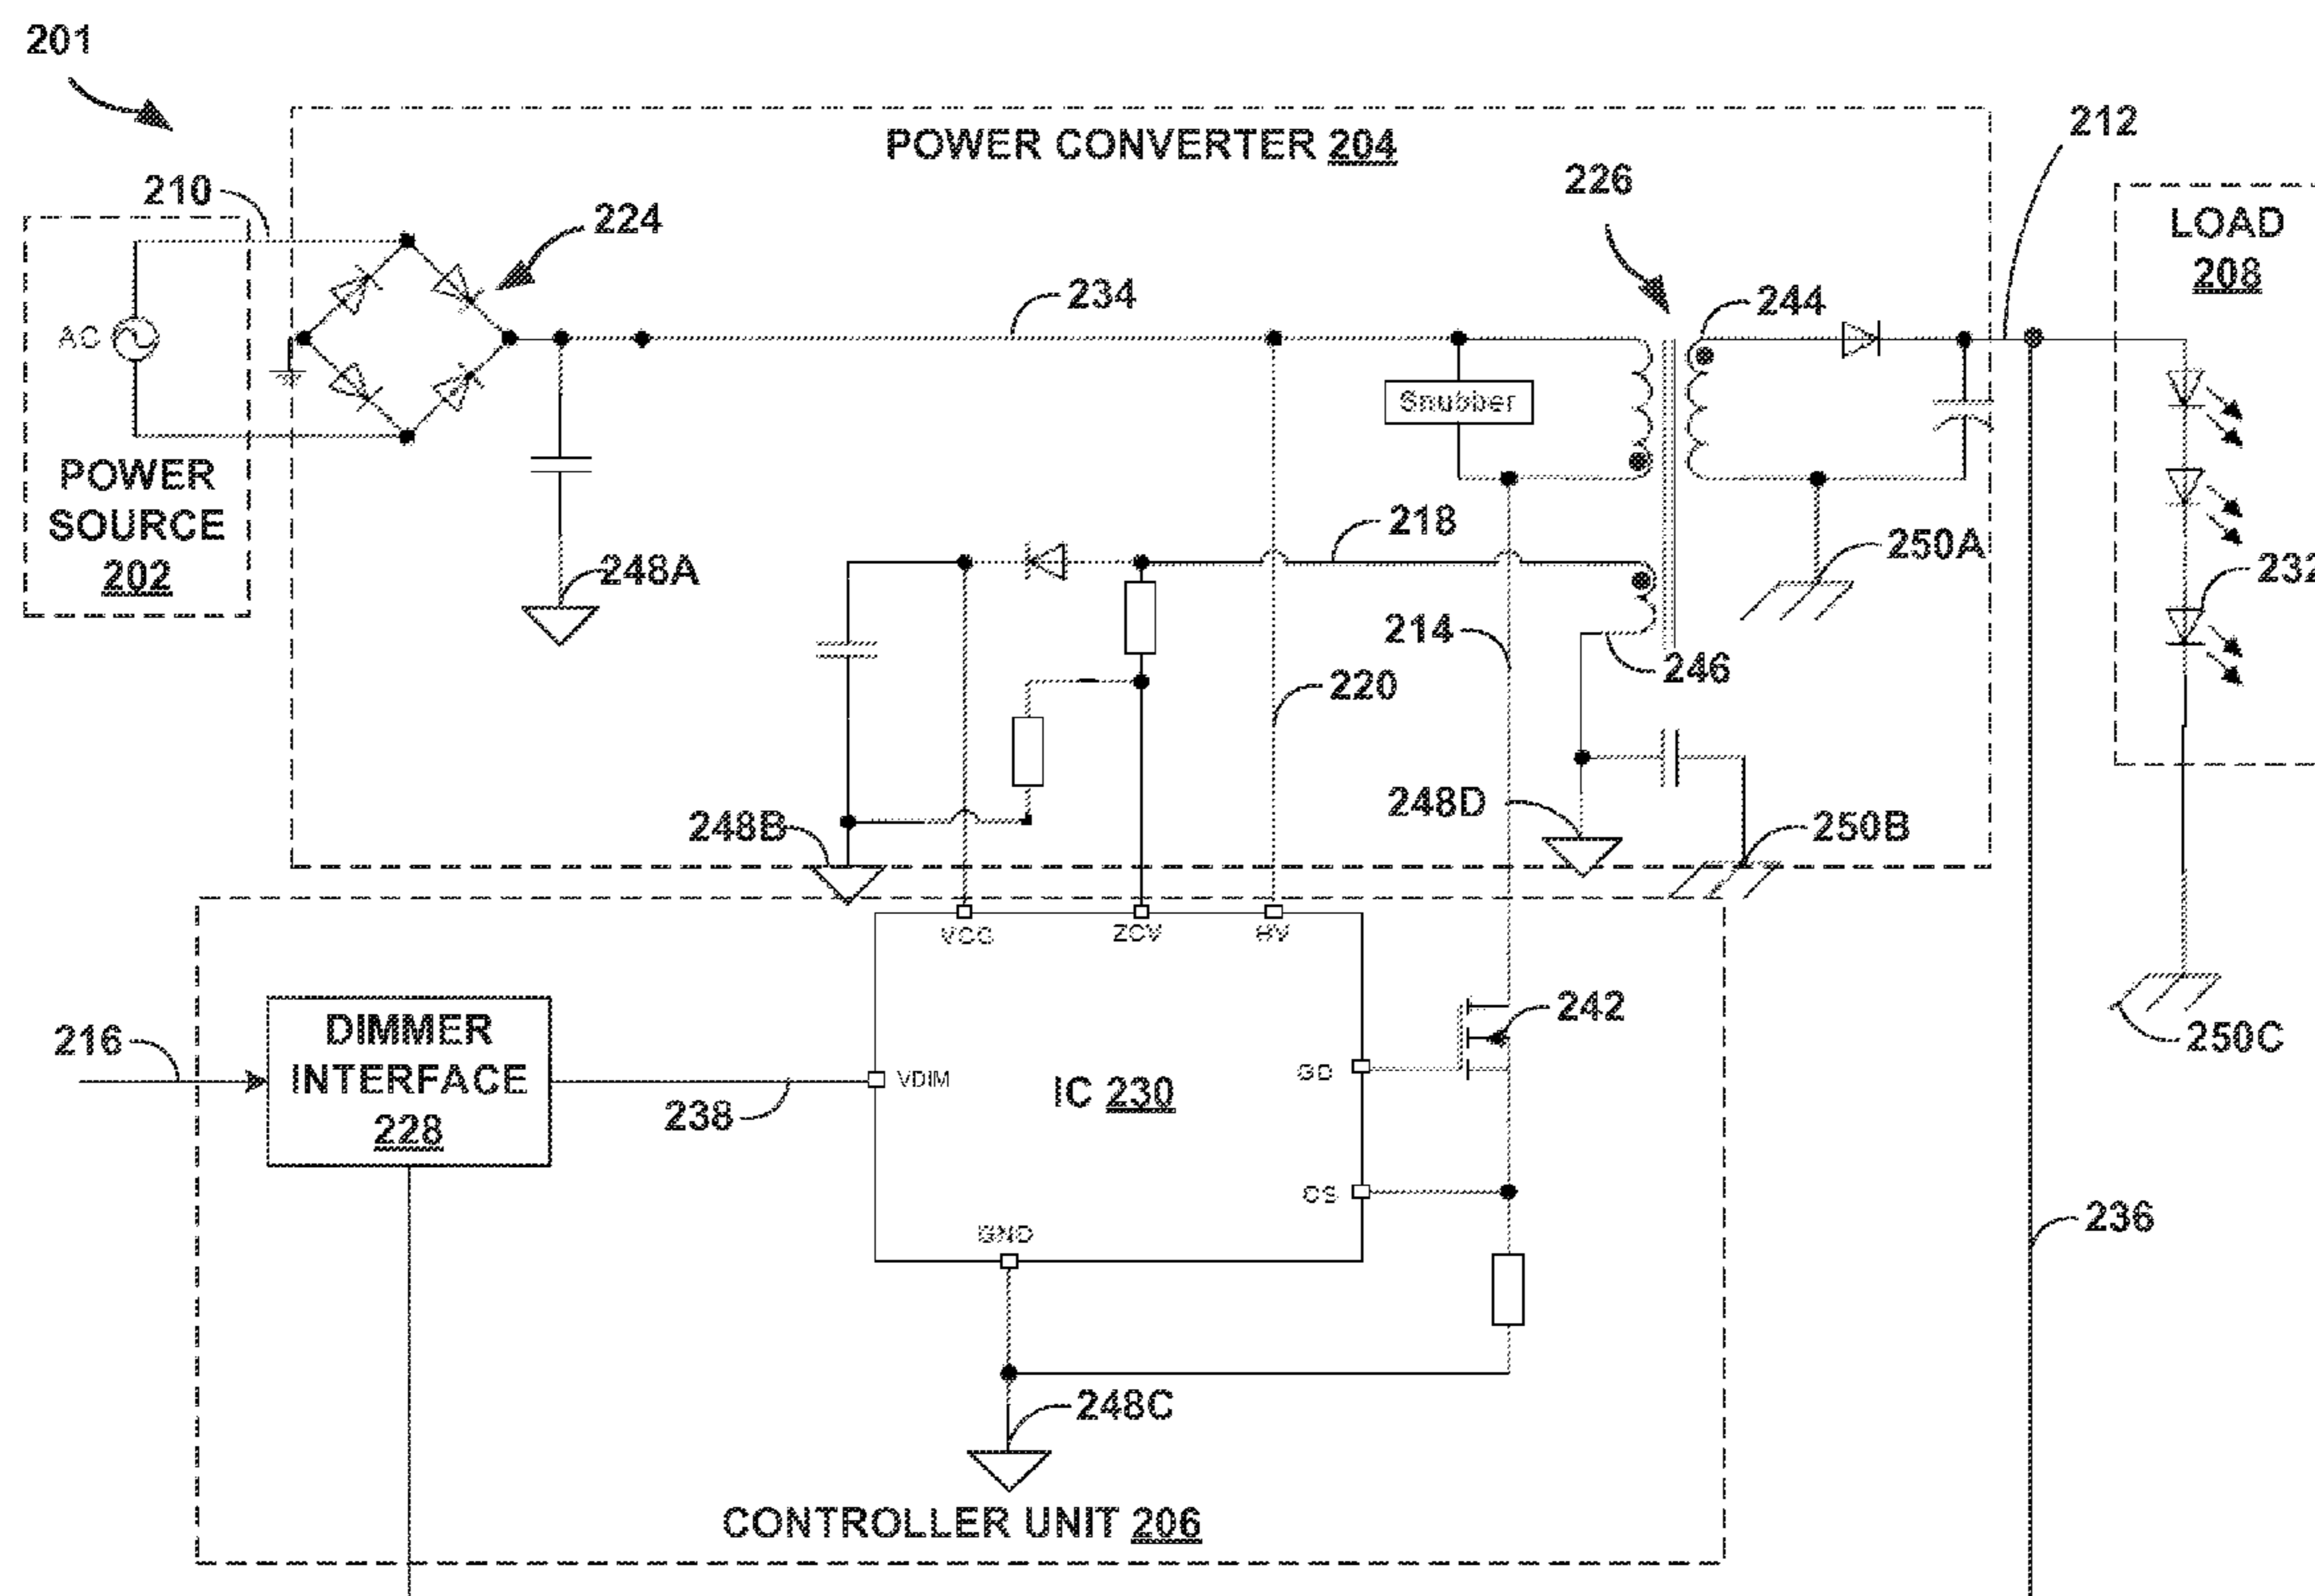 201
POWER CONVERTER 204
212
210
224
226
LOAD
208
234
244
AC
Snubber
POWER
SOURCE
202
218
250A
248A
232
214
246
220
248D
248B
250B
VCC
ZCV
HV
216
DIMMER
INTERFACE
228
238
VDIM
IC 230
GD
242
250C
CS
236
GND
248C
CONTROLLER UNIT 206